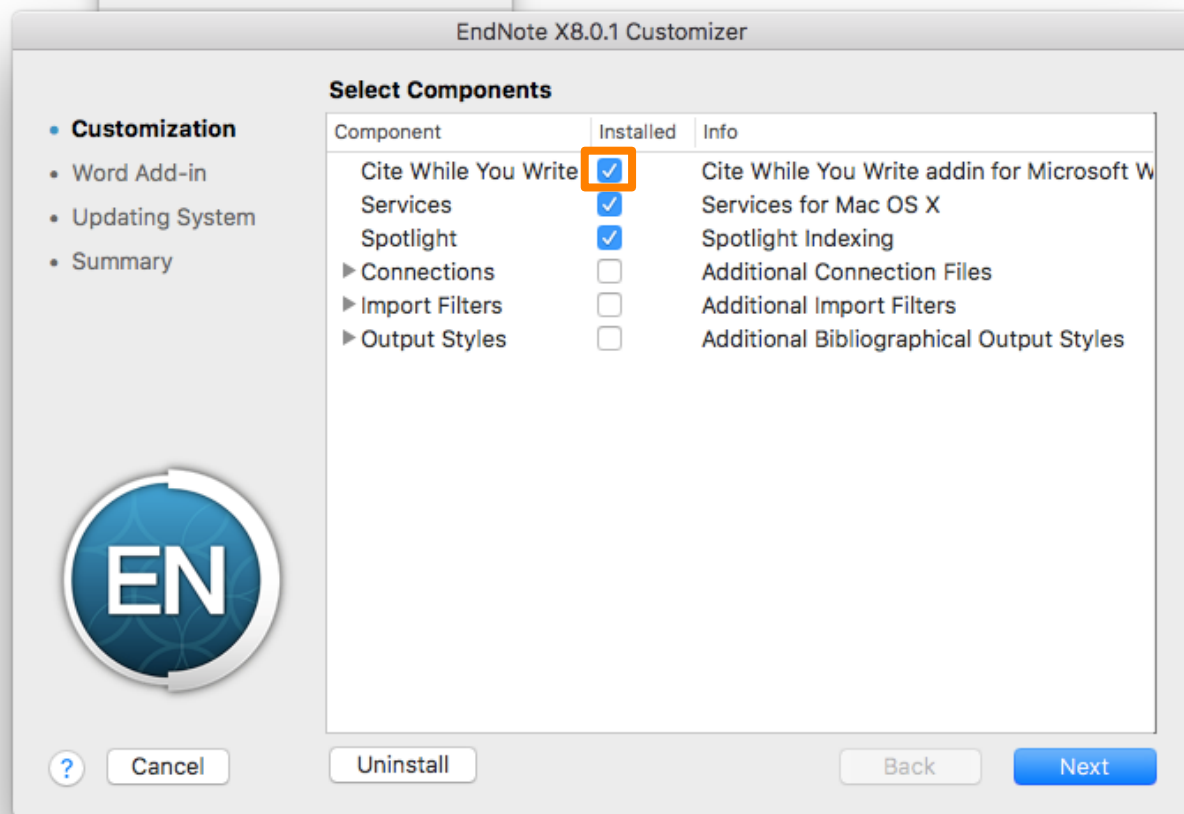 EndNote X8.0.1 Customizer
Select Components
Customization
Word Add-in
Updating System
Summary
Component Installed Info
Cite While You Write Cite While You Write addin for Microsoft W
Services Services for Mac OS X
Spotlight Spotlight Indexing
Connections Additional Connection Files
Import Filters Additional Import Filters
Output Styles Additional Bibliographical Output Styles
EN
? Cancel Uninstall Back Next